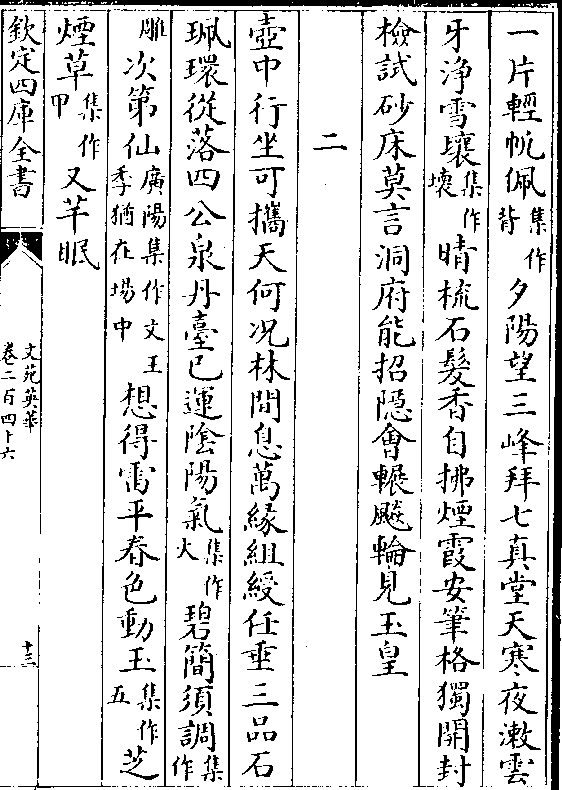 一片輕帆佩集作背夕陽望三峰拜七真堂天寒夜漱雲
牙淨雪壞集作壊晴梳石髮香自拂煙霞安筆格獨開封
檢試砂床莫言洞府能招隠會輾飈輪見玉皇
二
壺中行坐可攜天何况林間息萬緣組綬任垂三品石
珮環從落四公泉丹臺已運陰陽氣集作火碧簡須調集作
雕次第仙廣陽集作文王季猶在場中想得雷平春色動玉集作五芝
煙草集作甲又芊眠
欽定四庫全書
文苑英華
卷二百四十六
十三